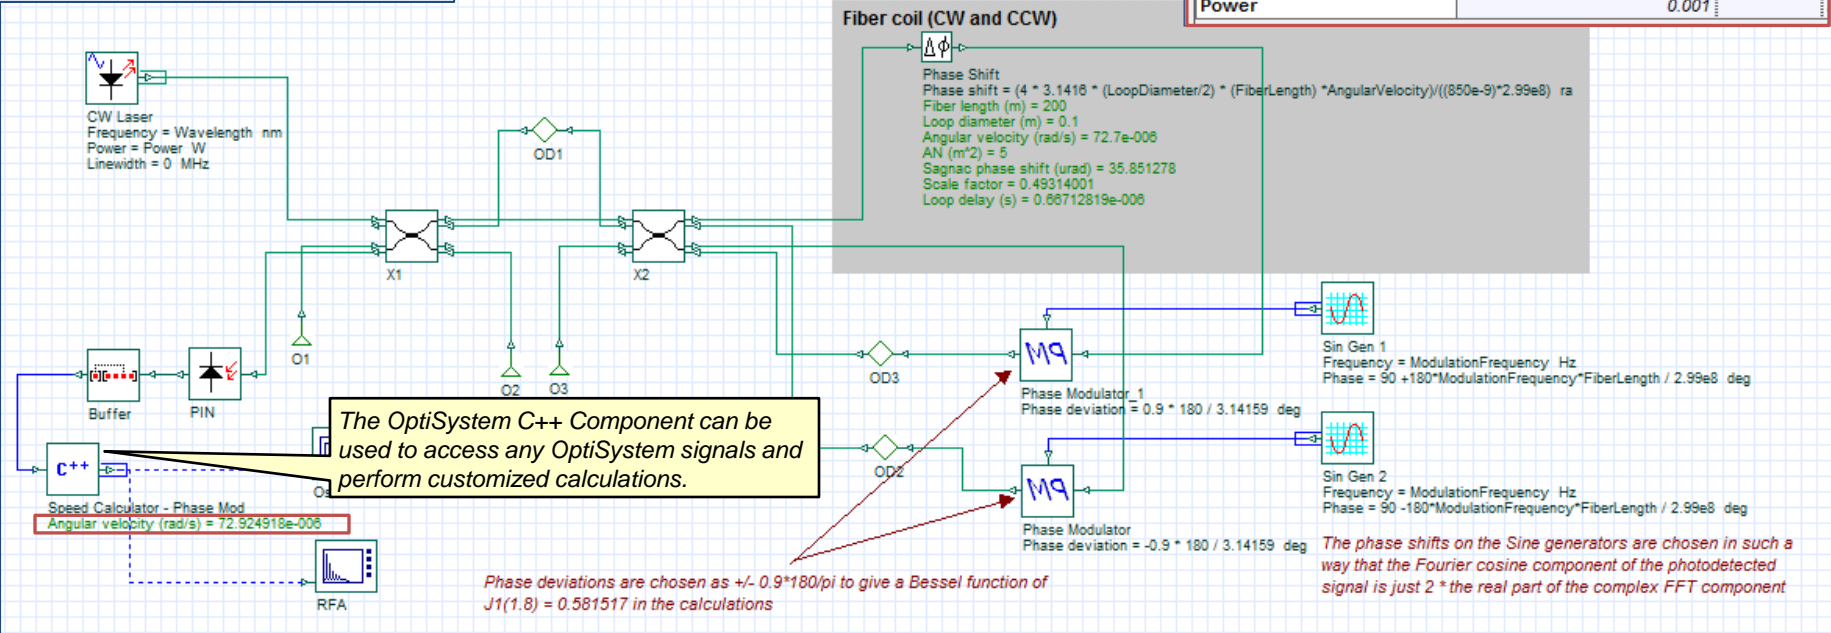 Power
0.001
Fiber coil (CW and CCW)
Δϕ
Phase Shift
Phase shift = (4 * 3.1416 * (LoopDiameter/2) * (FiberLength) *AngularVelocity)/((850e-9)*2.99e8) ra
Fiber length (m) = 200
Loop diameter (m) = 0.1
Angular velocity (rad/s) = 72.7e-006
AN (m^2) = 5
Sagnac phase shift (urad) = 35.851278
Scale factor = 0.49314001
Loop delay (s) = 0.66712819e-006
CW Laser
Frequency = Wavelength nm
Power = Power W
Linewidth = 0 MHz
OD1
X1
X2
O1
O2
O3
OD3
PM
Phase Modulator_1
Phase deviation = 0.9 * 180 / 3.14159 deg
Sin Gen 1
Frequency = ModulationFrequency Hz
Phase = 90 +180*ModulationFrequency*FiberLength / 2.99e8 deg
Buffer
PIN
The OptiSystem C++ Component can be
used to access any OptiSystem signals and
perform customized calculations.
OD2
PM
Phase Modulator
Phase deviation = -0.9 * 180 / 3.14159 deg
Sin Gen 2
Frequency = ModulationFrequency Hz
Phase = 90 -180*ModulationFrequency*FiberLength / 2.99e8 deg
C++
Os
Speed Calculator - Phase Mod
Angular velocity (rad/s) = 72.924918e-006
RFA
Phase deviations are chosen as +/- 0.9*180/pi to give a Bessel function of
J1(1.8) = 0.581517 in the calculations
The phase shifts on the Sine generators are chosen in such a
way that the Fourier cosine component of the photodetected
signal is just 2 * the real part of the complex FFT component